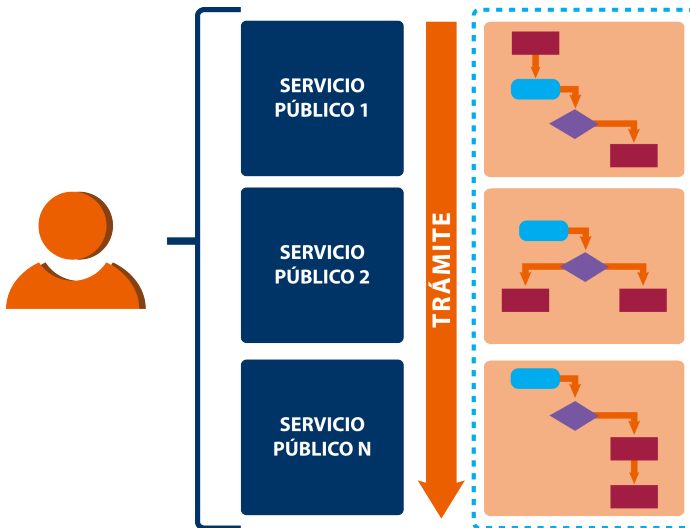 SERVICIO
PÚBLICO 1
SERVICIO
PÚBLICO 2
SERVICIO
PÚBLICO N
TRÁMITE